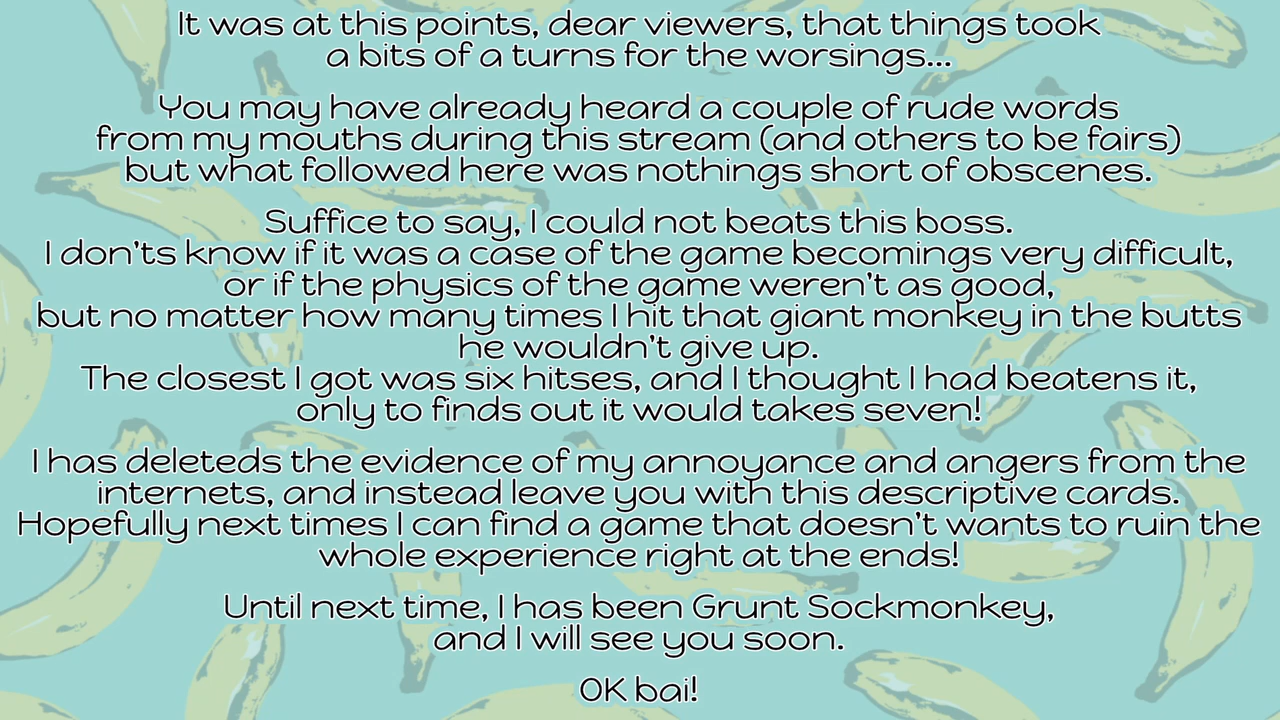 It was at this points, dear viewers, that things took
a bits of a turns for the worsings...
You may have already heard a couple of rude words
from my mouths during this stream (and others to be fairs)
but what followed here was nothings short of obscenes.
Suffice to say, I could not beats this boss.
I don'ts know if it was a case of the game becomings very difficult,
or if the physics of the game weren't as good,
but no matter how many times I hit that giant monkey in the butts
he wouldn't give up.
The closest I got was six hitses, and I thought I had beatens it,
only to finds out it would takes seven!
I has deleteds the evidence of my annoyance and angers from the
internets, and instead leave you with this descriptive cards.
Hopefully next times I can find a game that doesn't wants to ruin the
whole experience right at the ends!
Until next time, I has been Grunt Sockmonkey,
and I will see you soon.
OK bai!